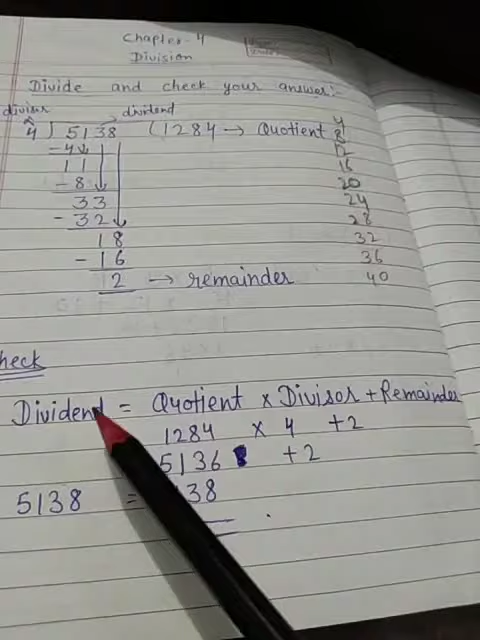 Chapter-4
Division
Divide and check your answer:-
divisor dividend
4 ) 5138 ( 1284 → Quotient
-4
11
-8
33
-32
18
-16
2 → remainder
4
8
12
16
20
24
28
32
36
40
heck
Dividend = Quotient × Divisor + Remainder
1284 × 4 +2
5136 +2
5138 = 138